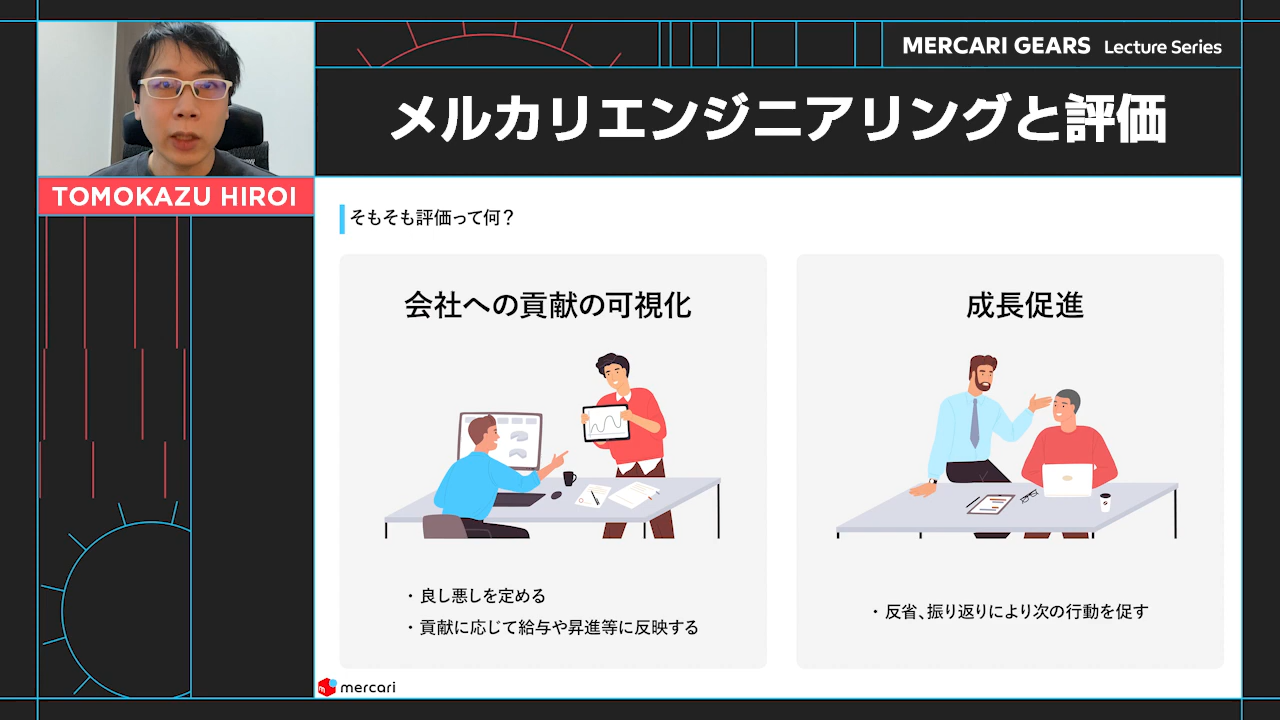 MERCARI GEARS Lecture Series
メルカリエンジニアリングと評価
TOMOKAZU HIROI
そもそも評価って何？
会社への貢献の可視化
・良し悪しを定める
・貢献に応じて給与や昇進等に反映する
成長促進
・反省、振り返りにより次の行動を促す
mercari